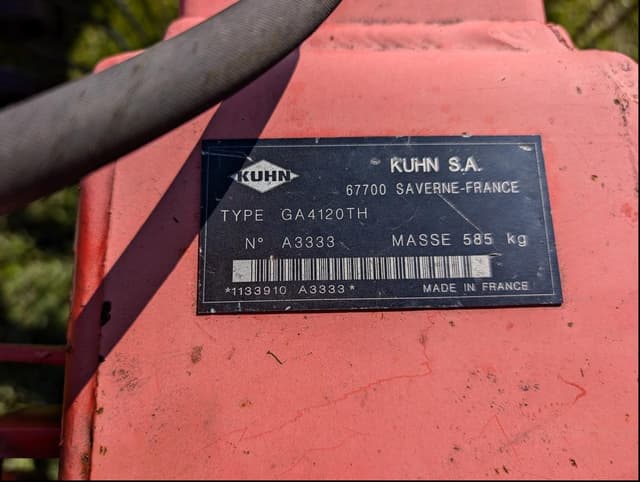 KUHN
KUHN S.A.
67700 SAVERNE-FRANCE
TYPE GA4120TH
N° A3333 MASSE 585 kg
*1133910 A3333*
MADE IN FRANCE